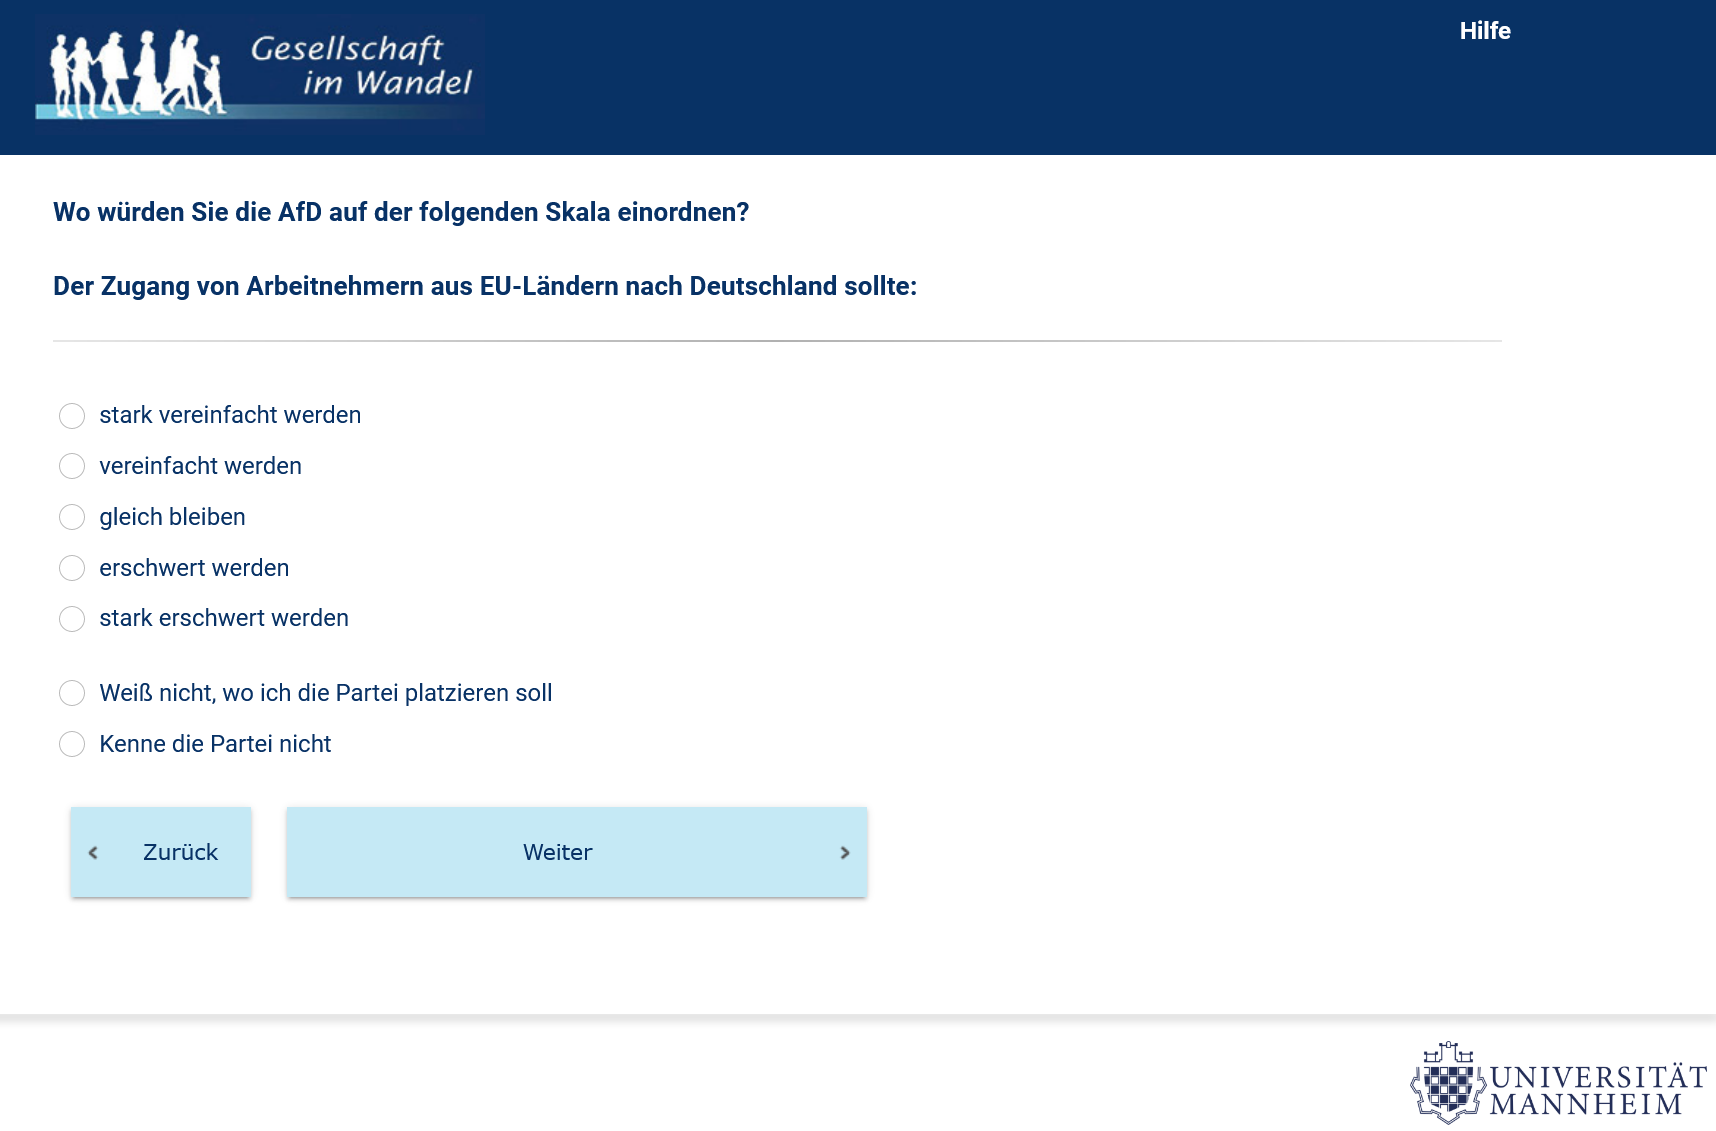 Gesellschaft
im Wandel
Hilfe
Wo würden Sie die AfD auf der folgenden Skala einordnen?
Der Zugang von Arbeitnehmern aus EU-Ländern nach Deutschland sollte:
stark vereinfacht werden
vereinfacht werden
gleich bleiben
erschwert werden
stark erschwert werden
Weiß nicht, wo ich die Partei platzieren soll
Kenne die Partei nicht
Zurück
Weiter
UNIVERSITÄT
MANNHEIM